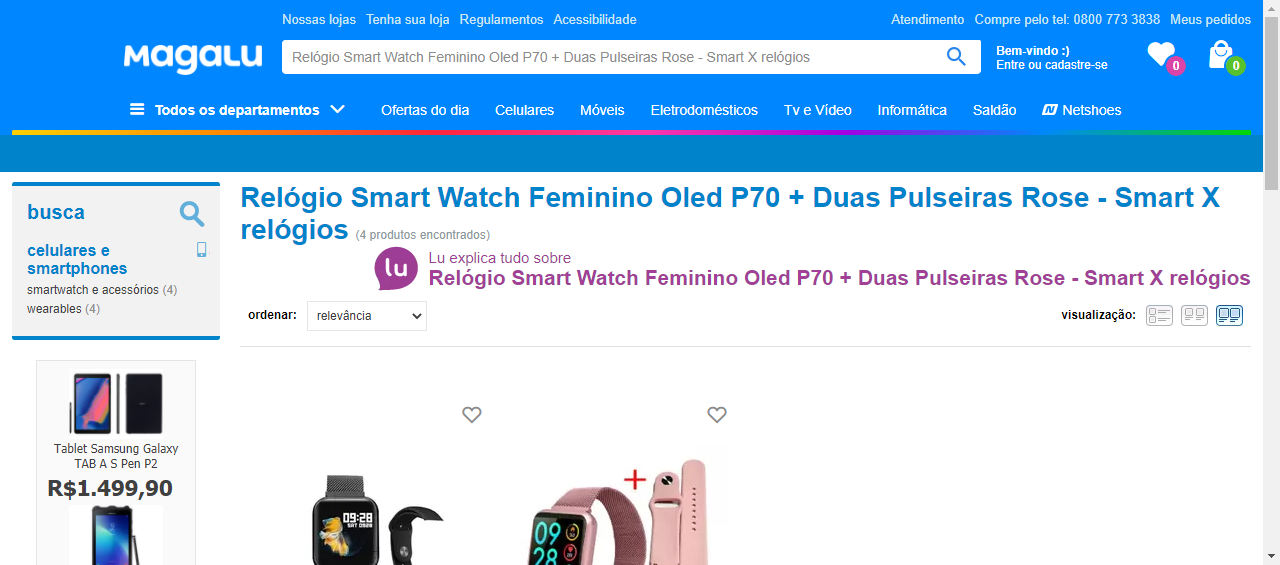 Nossas lojas Tenha sua loja Regulamentos Acessibilidade Atendimento Compre pelo tel: 0800 773 3838 Meus pedidos
Magalu
Relógio Smart Watch Feminino Oled P70 + Duas Pulseiras Rose - Smart X relógios
Bem-vindo :)
Entre ou cadastre-se
0
0
Todos os departamentos Ofertas do dia Celulares Móveis Eletrodomésticos Tv e Vídeo Informática Saldão N Netshoes
busca
celulares e
smartphones
smartwatch e acessórios (4)
wearables (4)
Tablet Samsung Galaxy
TAB A S Pen P2
R$1.499,90
Relógio Smart Watch Feminino Oled P70 + Duas Pulseiras Rose - Smart X
relógios (4 produtos encontrados)
lu
Lu explica tudo sobre
Relógio Smart Watch Feminino Oled P70 + Duas Pulseiras Rose - Smart X relógios
ordenar: relevância visualização:
09:28
SAT DEC29
09
28